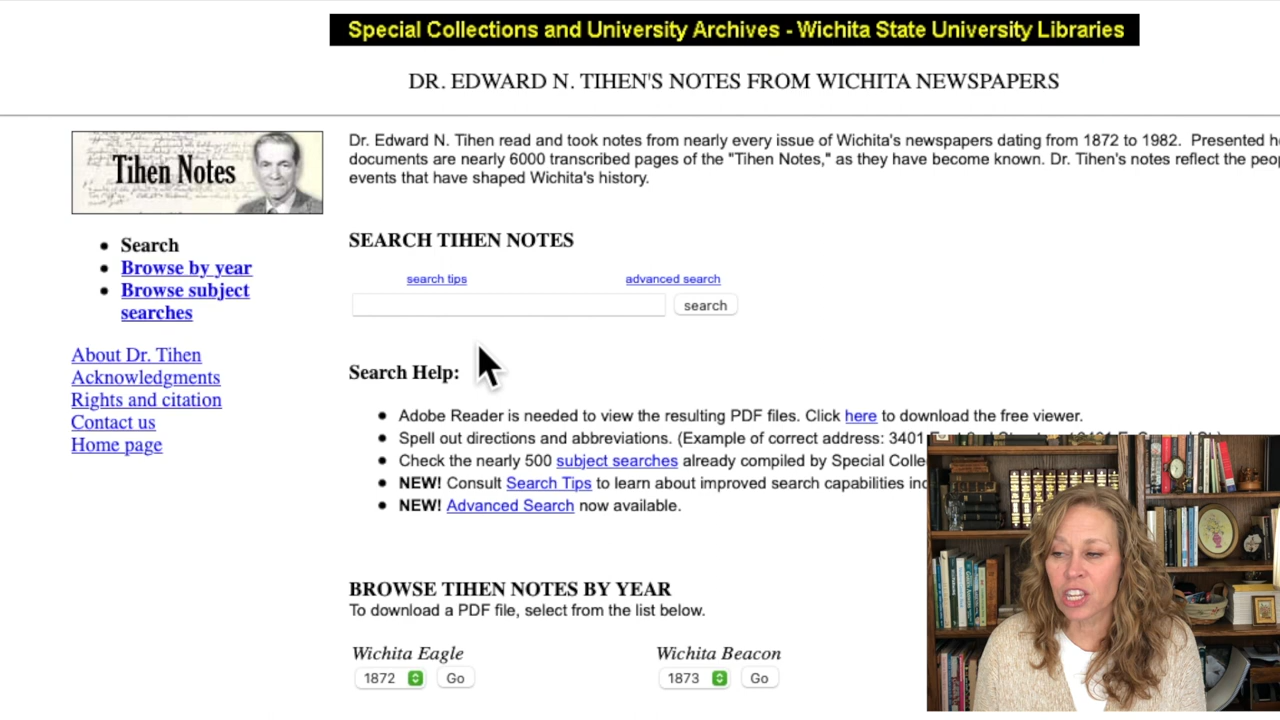 Special Collections and University Archives - Wichita State University Libraries
DR. EDWARD N. TIHEN'S NOTES FROM WICHITA NEWSPAPERS
Tihen Notes
Search
Browse by year
Browse subject
searches
About Dr. Tihen
Acknowledgments
Rights and citation
Contact us
Home page
Dr. Edward N. Tihen read and took notes from nearly every issue of Wichita's newspapers dating from 1872 to 1982. Presented
documents are nearly 6000 transcribed pages of the "Tihen Notes," as they have become known. Dr. Tihen's notes reflect the
events that have shaped Wichita's history.
SEARCH TIHEN NOTES
search tips advanced search
search
Search Help:
Adobe Reader is needed to view the resulting PDF files. Click here to download the free viewer.
Spell out directions and abbreviations. (Example of correct address: 3401
Check the nearly 500 subject searches already compiled by Special
NEW! Consult Search Tips to learn about improved search capabilities
NEW! Advanced Search now available.
BROWSE TIHEN NOTES BY YEAR
To download a PDF file, select from the list below.
Wichita Eagle Wichita Beacon
1872 Go 1873 Go